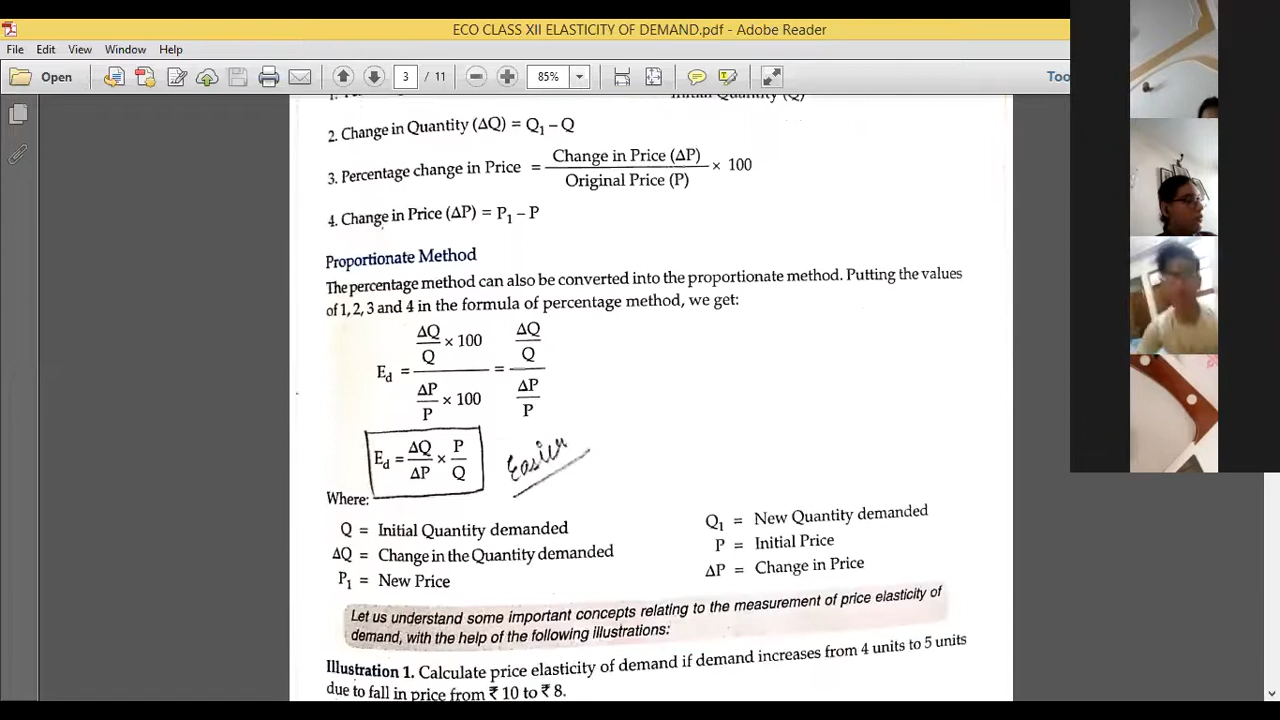 ECO CLASS XII ELASTICITY OF DEMAND.pdf - Adobe Reader
File Edit View Window Help
Open 3 / 11 85% Too
Initial Quantity (Q)
2. Change in Quantity (ΔQ) = Q₁ – Q
3. Percentage change in Price = Change in Price (ΔP) / Original Price (P) × 100
4. Change in Price (ΔP) = P₁ – P
Proportionate Method
The percentage method can also be converted into the proportionate method. Putting the values
of 1, 2, 3 and 4 in the formula of percentage method, we get:
ΔQ/Q × 100 ΔQ/Q
E_d = =
ΔP/P × 100 ΔP/P
E_d = ΔQ/ΔP × P/Q Easier
Where:
Q = Initial Quantity demanded Q₁ = New Quantity demanded
ΔQ = Change in the Quantity demanded P = Initial Price
P₁ = New Price ΔP = Change in Price
Let us understand some important concepts relating to the measurement of price elasticity of
demand, with the help of the following illustrations:
Illustration 1. Calculate price elasticity of demand if demand increases from 4 units to 5 units
due to fall in price from ₹ 10 to ₹ 8.